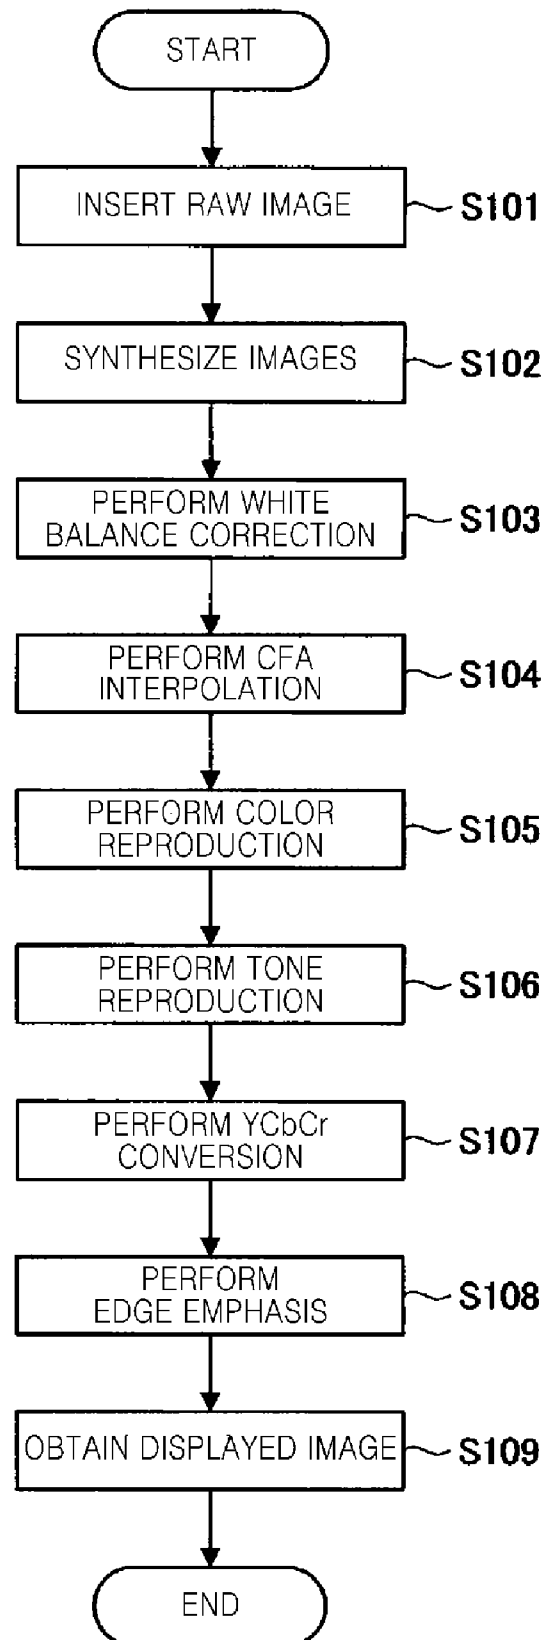 START
INSERT RAW IMAGE
S101
SYNTHESIZE IMAGES
S102
PERFORM WHITE
BALANCE CORRECTION
S103
PERFORM CFA
INTERPOLATION
S104
PERFORM COLOR
REPRODUCTION
S105
PERFORM TONE
REPRODUCTION
S106
PERFORM YCbCr
CONVERSION
S107
PERFORM
EDGE EMPHASIS
S108
OBTAIN DISPLAYED IMAGE
S109
END